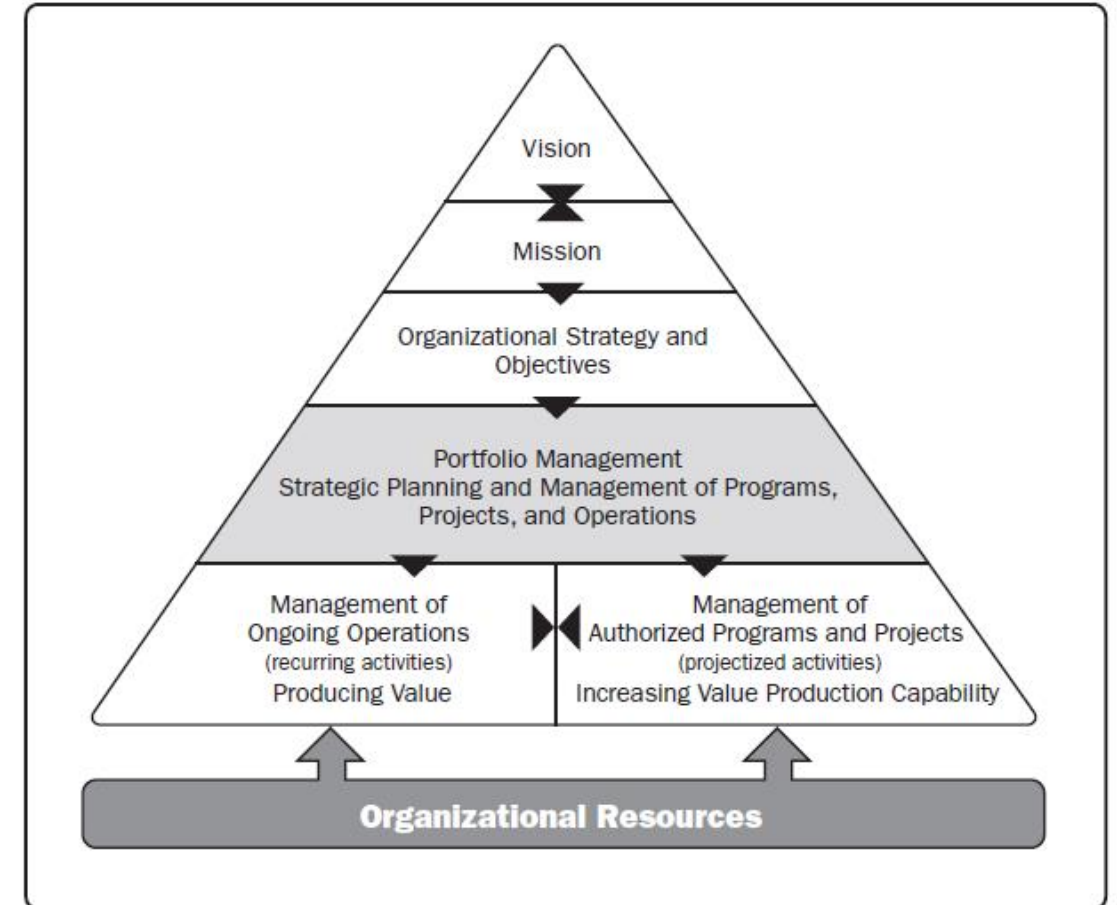 Vision
Mission
Organizational Strategy and
Objectives
Portfolio Management
Strategic Planning and Management of Programs,
Projects, and Operations
Management of
Ongoing Operations
(recurring activities)
Producing Value
Management of
Authorized Programs and Projects
(projectized activities)
Increasing Value Production Capability
Organizational Resources